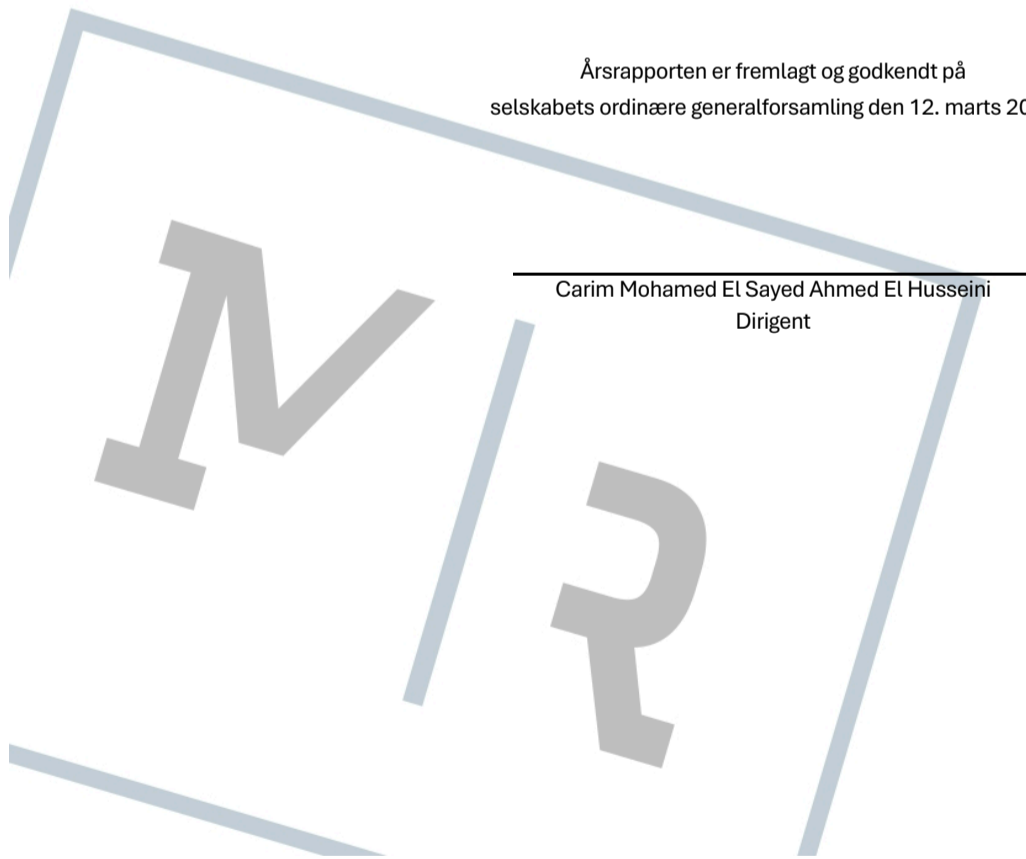 Årsrapporten er fremlagt og godkendt på
selskabets ordinære generalforsamling den 12. marts
Carim Mohamed El Sayed Ahmed El Husseini
Dirigent
M
R